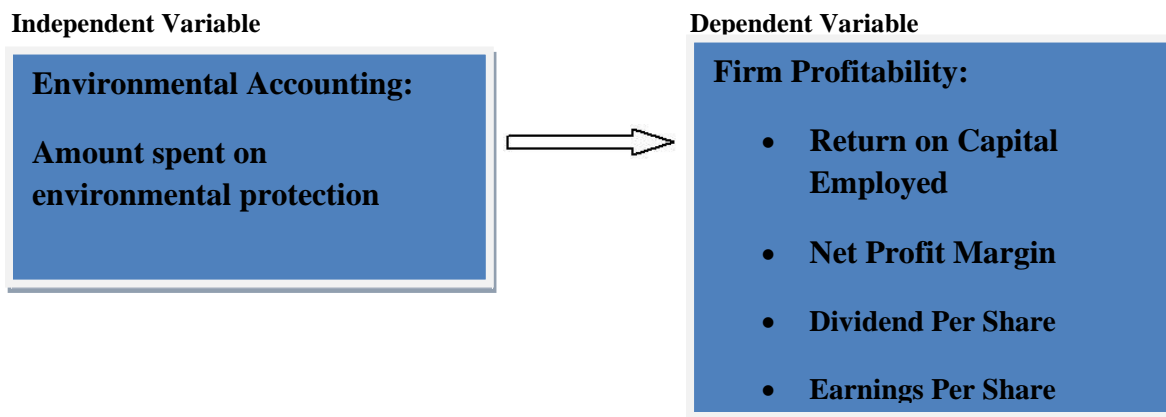 Independent Variable
Environmental Accounting:
Amount spent on
environmental protection
Dependent Variable
Firm Profitability:
• Return on Capital
Employed
• Net Profit Margin
• Dividend Per Share
• Earnings Per Share